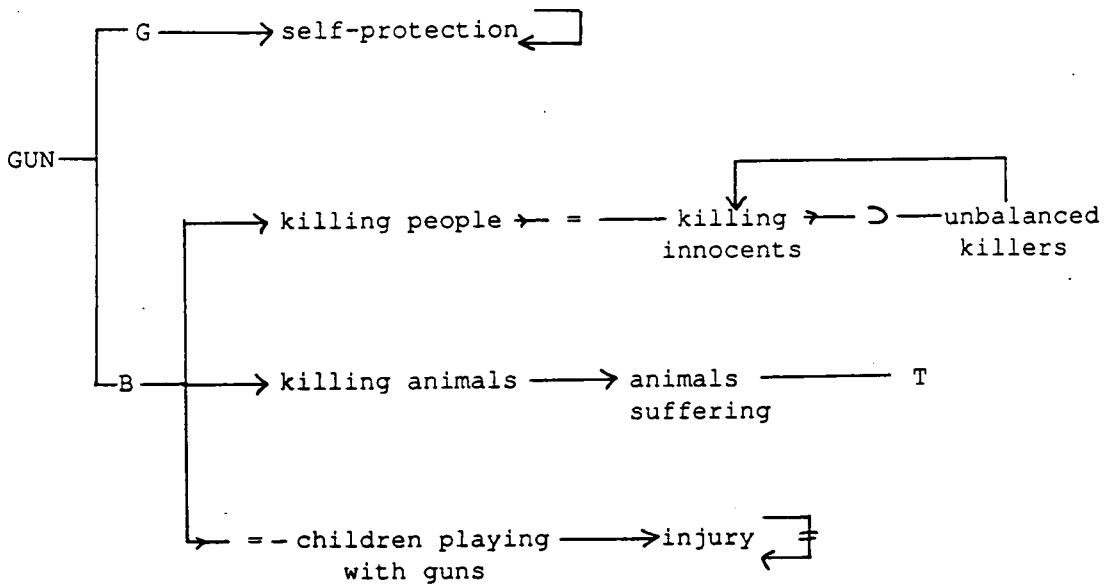 G self-protection
GUN
killing people = killing ⊃ unbalanced
innocents killers
B killing animals animals T
suffering
= - children playing injury
with guns